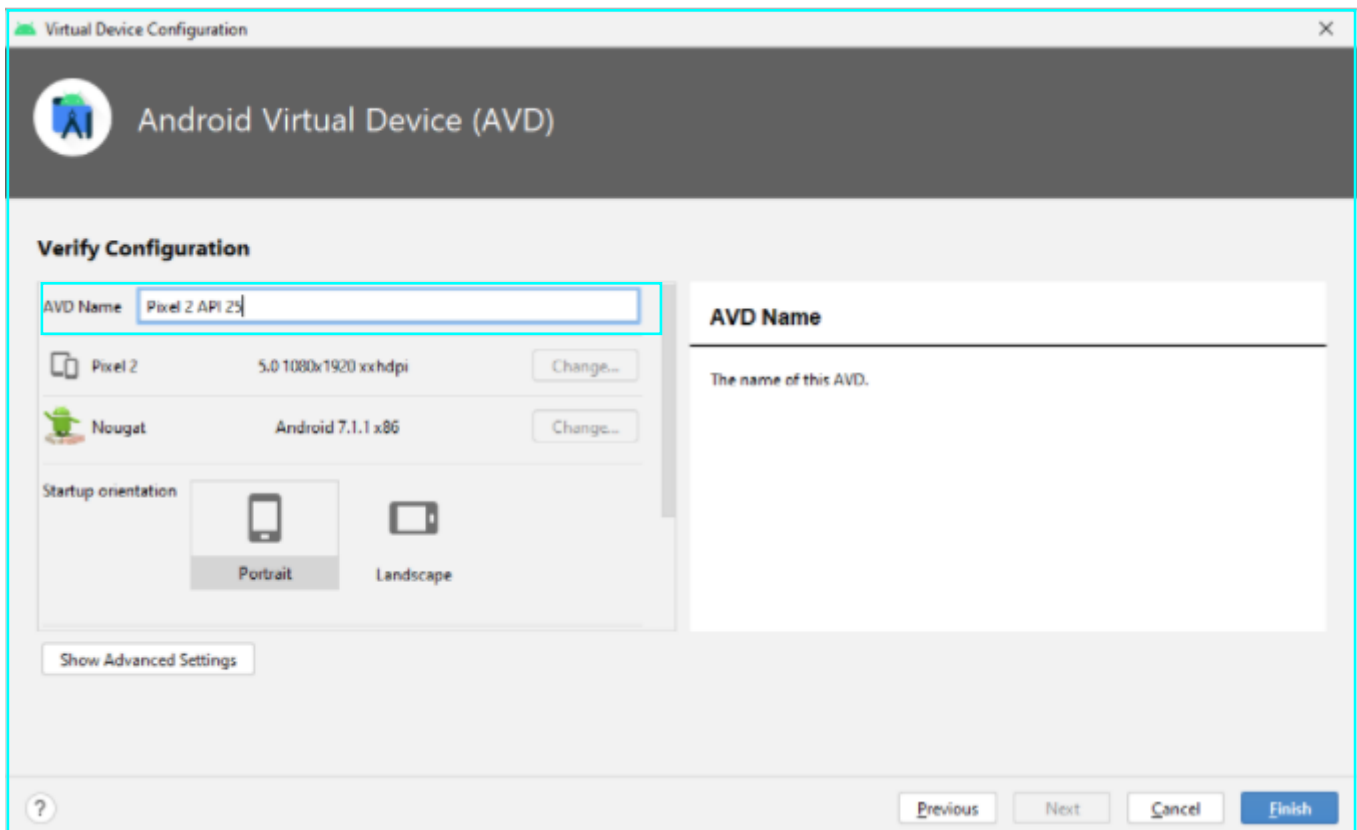 Virtual Device Configuration
Android Virtual Device (AVD)
Verify Configuration
AVD Name Pixel 2 API 25
Pixel 2 5.0 1080x1920 xxhdpi Change...
Nougat Android 7.1.1 x86 Change...
Startup orientation
Portrait Landscape
Show Advanced Settings
AVD Name
The name of this AVD.
? Previous Next Cancel Finish